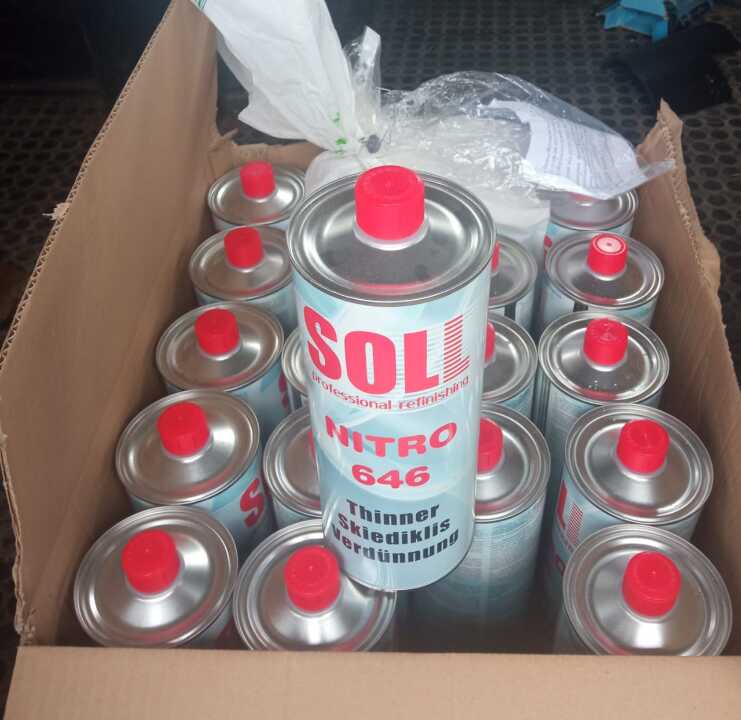 SOLL
professional refinishing
NITRO
646
Thinner
Skiediklis
Verdünnung